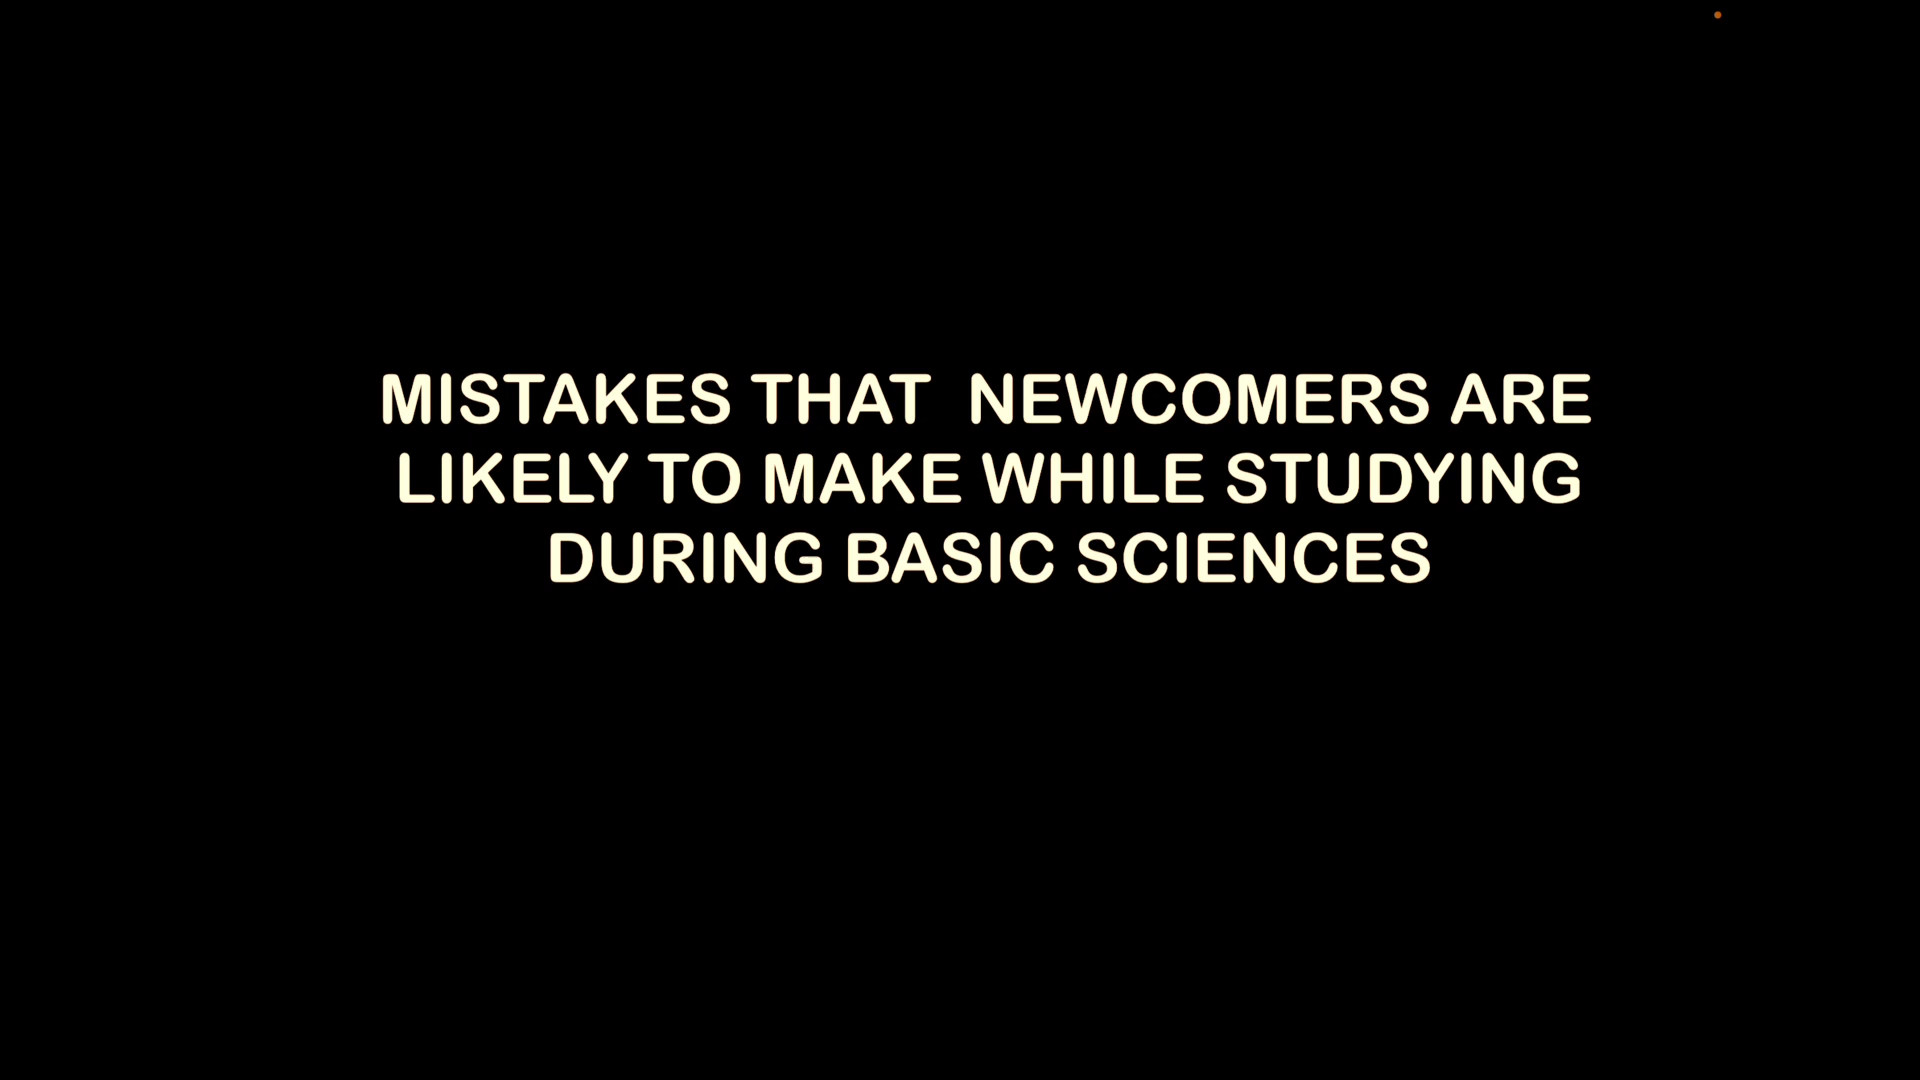 MISTAKES THAT  NEWCOMERS ARE
LIKELY TO MAKE WHILE STUDYING
DURING BASIC SCIENCES